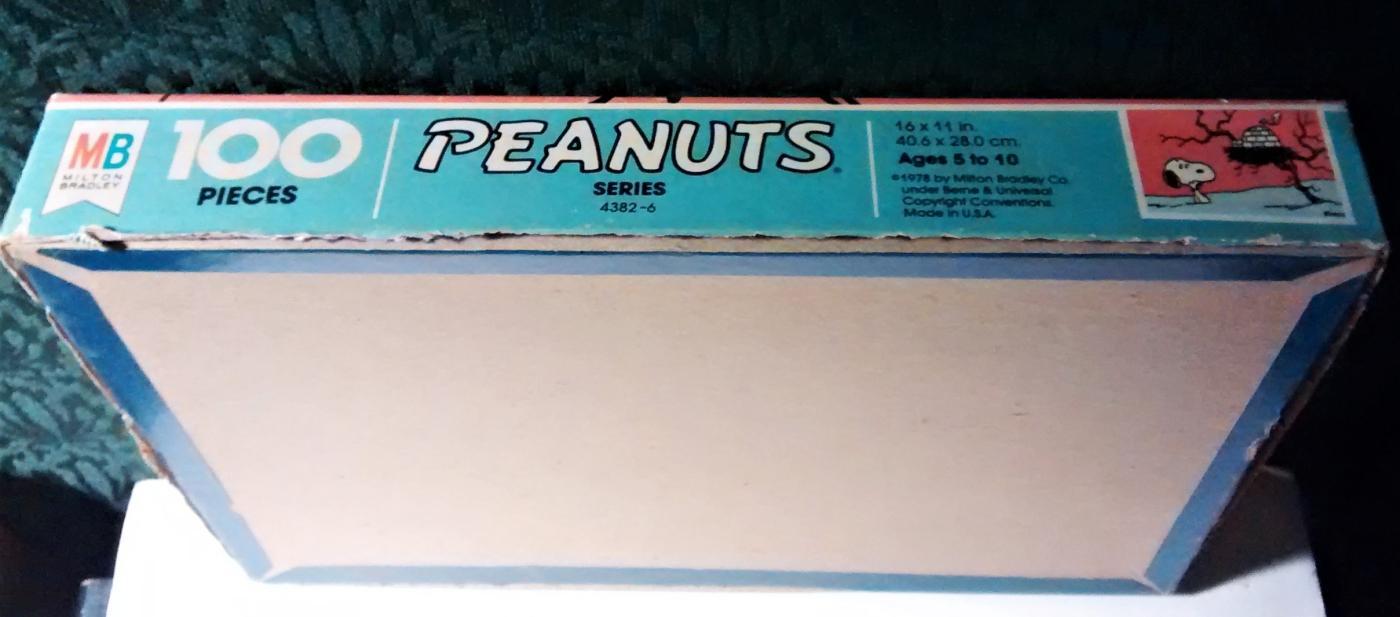 MB
MILTON
BRADLEY
100
PIECES
PEANUTS
SERIES
4382-6
16 x 11 in.
40.6 x 28.0 cm.
Ages 5 to 10
©1978 by Milton Bradley Co.
under Berne & Universal
Copyright Conventions.
Made in U.S.A.